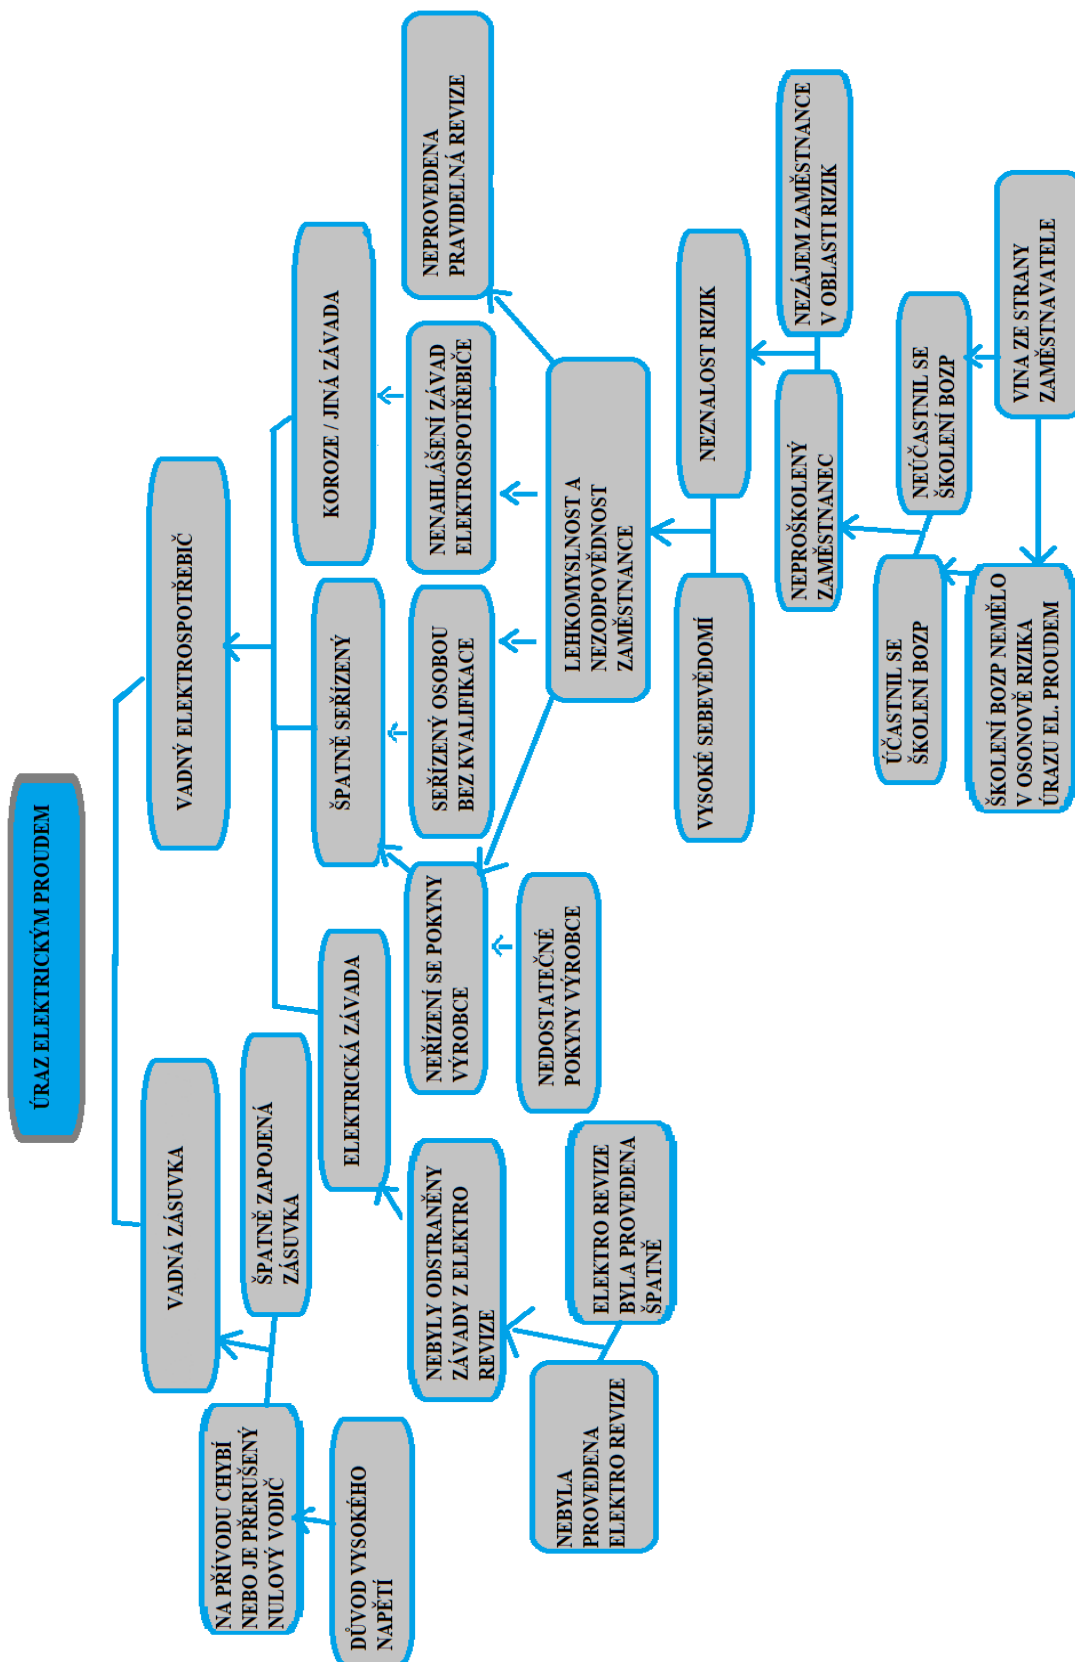 ÚRAZ ELEKTRICKÝM PROUDEM
VADNÁ ZÁSUVKA
VADNÝ ELEKTROSPOTŘEBIČ
NA PŘÍVODU CHYBÍ
NEBO JE PŘERUŠENÝ
NULOVÝ VODIČ
ŠPATNĚ ZAPOJENÁ
ZÁSUVKA
DŮVOD VYSOKÉHO
NAPĚTÍ
ELEKTRICKÁ ZÁVADA
ŠPATNĚ SEŘÍZENÝ
KOROZE / JINÁ ZÁVADA
NEBYLY ODSTRANĚNY
ZÁVADY Z ELEKTRO
REVIZE
NEŘÍZENÍ SE POKYNY
VÝROBCE
SEŘÍZENÝ OSOBOU
BEZ KVALIFIKACE
NENAHLÁŠENÍ ZÁVAD
ELEKTROSPOTŘEBIČE
NEPROVEDENA
PRAVIDELNÁ REVIZE
NEBYLA
PROVEDENA
ELEKTRO REVIZE
ELEKTRO REVIZE
BYLA PROVEDENA
ŠPATNĚ
NEDOSTATEČNÉ
POKYNY VÝROBCE
LEHKOMYSLNOST A
NEZODPOVĚDNOST
ZAMĚSTNANCE
VYSOKÉ SEBEVĚDOMÍ
NEZNALOST RIZIK
NEPROŠKOLENÝ
ZAMĚSTNANEC
NEZÁJEM ZAMĚSTNANCE
V OBLASTI RIZIK
ÚČASTNIL SE
ŠKOLENÍ BOZP
NEÚČASTNIL SE
ŠKOLENÍ BOZP
ŠKOLENÍ BOZP NEMĚLO
V OSONOVĚ RIZIKA
ÚRAZU EL. PROUDEM
VINA ZE STRANY
ZAMĚSTNAVATELE